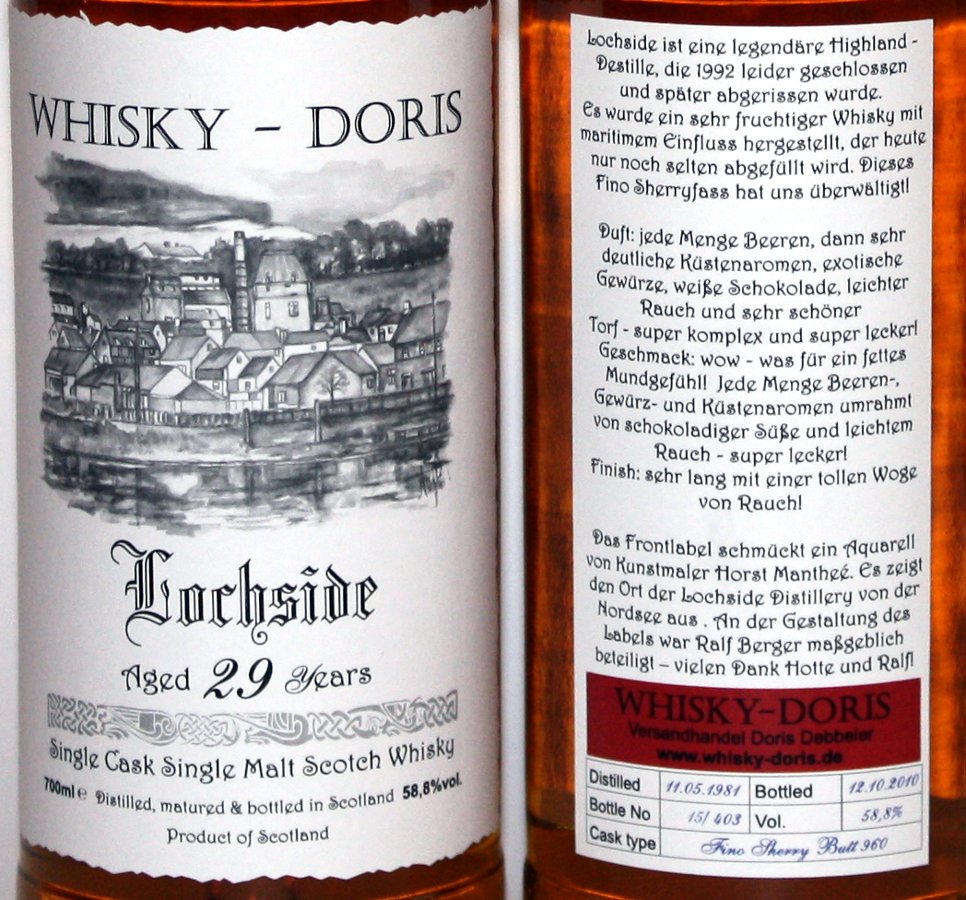 WHISKY – DORIS
Lochside
Aged 29 Years
Single Cask Single Malt Scotch Whisky
700ml e Distilled, matured & bottled in Scotland 58,8%vol.
Product of Scotland
Lochside ist eine legendäre Highland -
Destille, die 1992 leider geschlossen
und später abgerissen wurde.
Es wurde ein sehr fruchtiger Whisky mit
maritimem Einfluss hergestellt, der heute
nur noch selten abgefüllt wird. Dieses
Fino Sherryfass hat uns überwältigt!
Duft: jede Menge Beeren, dann sehr
deutliche Küstenaromen, exotische
Gewürze, weiße Schokolade, leichter
Rauch und sehr schöner
Torf - super komplex und super lecker!
Geschmack: wow - was für ein fettes
Mundgefühl! Jede Menge Beeren-,
Gewürz- und Küstenaromen umrahmt
von schokoladiger Süße und leichtem
Rauch - super lecker!
Finish: sehr lang mit einer tollen Woge
von Rauch!
Das Frontlabel schmückt ein Aquarell
von Kunstmaler Horst Mantheé. Es zeigt
den Ort der Lochside Distillery von der
Nordsee aus . An der Gestaltung des
Labels war Ralf Berger maßgeblich
beteiligt – vielen Dank Hotte und Ralf!
WHISKY-DORIS
Versandhandel Doris Debbeler
www.whisky-doris.de
Distilled 11.05.1981 Bottled 12.10.2010
Bottle No 15/ 403 Vol. 58,8%
Cask type Fino Sherry Butt 960